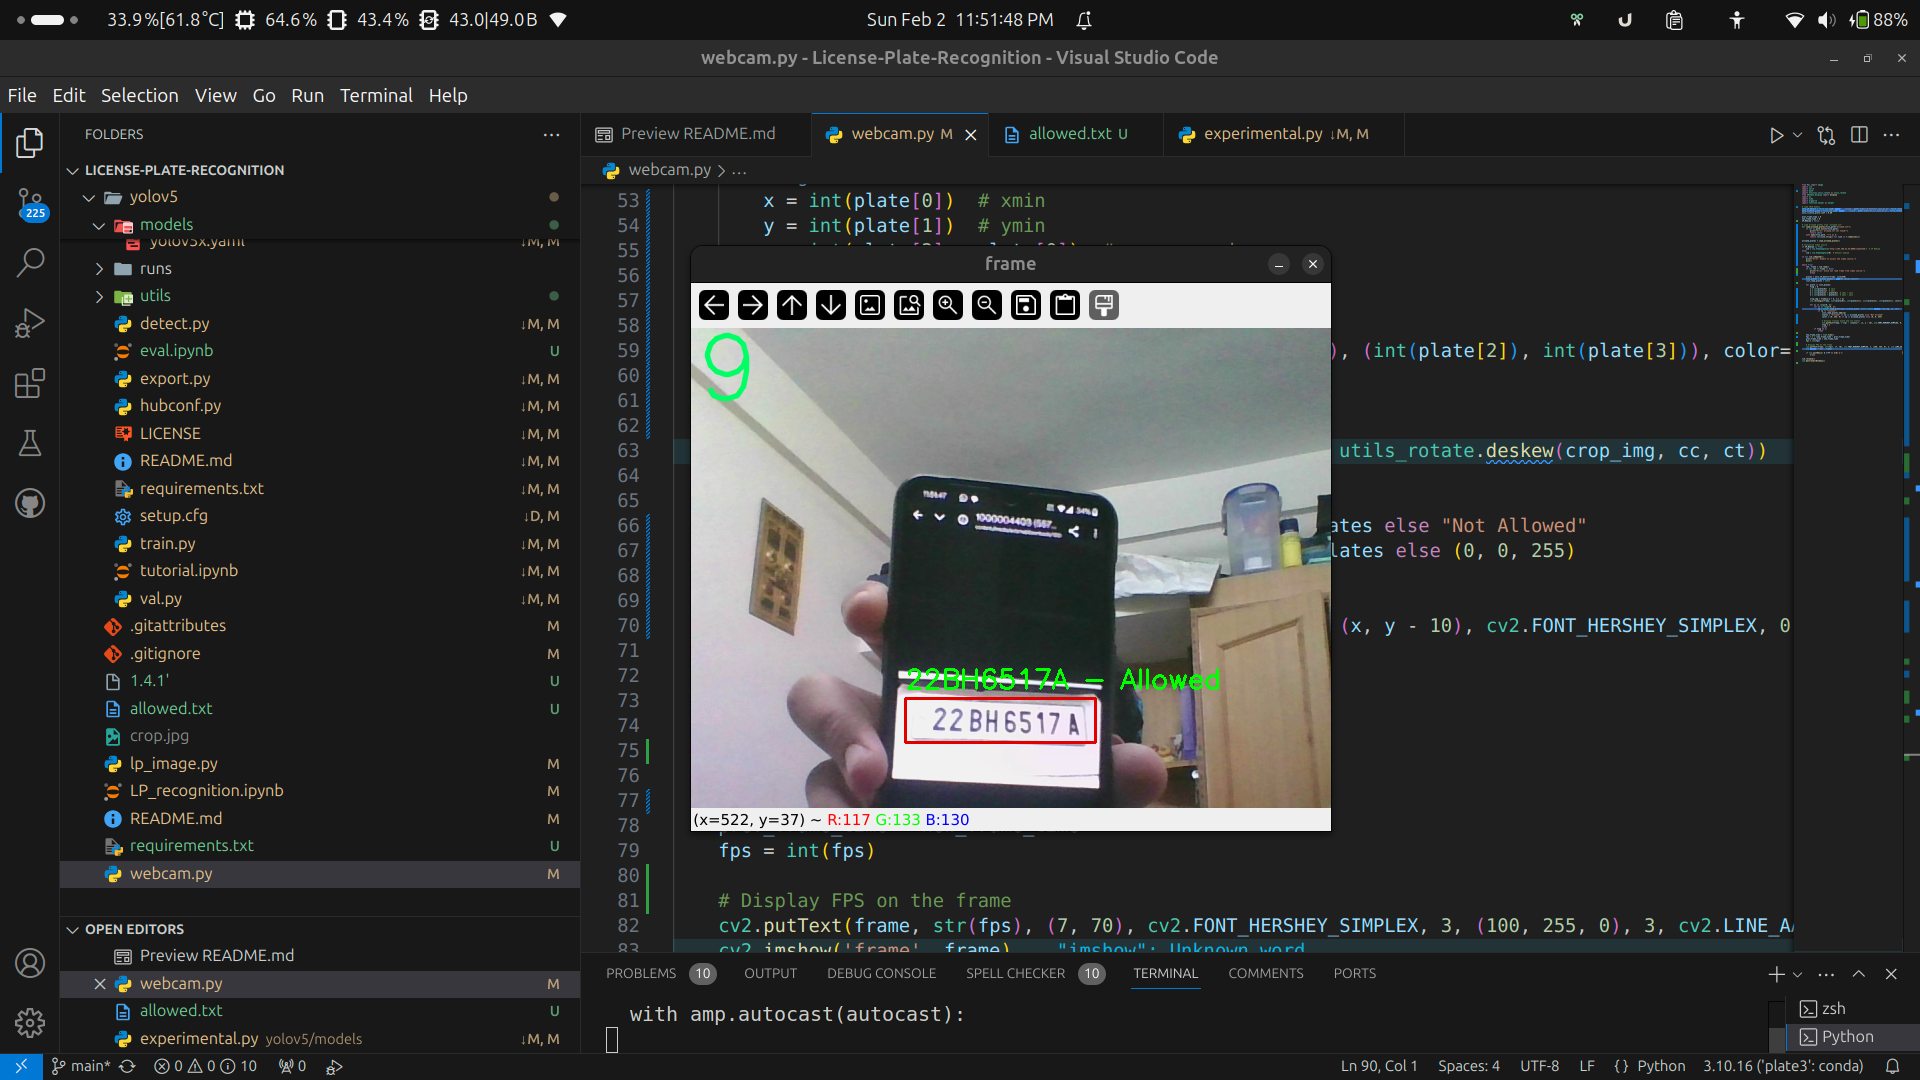 33.9%[61.8°C] 64.6% 43.4% 43.0|49.0B
Sun Feb 2 11:51:48 PM
88%
webcam.py - License-Plate-Recognition - Visual Studio Code
File Edit Selection View Go Run Terminal Help
FOLDERS
LICENSE-PLATE-RECOGNITION
yolov5
models
yolov5x.yaml ↓M, M
runs
utils
detect.py ↓M, M
eval.ipynb U
export.py ↓M, M
hubconf.py ↓M, M
LICENSE ↓M, M
README.md ↓M, M
requirements.txt ↓M, M
setup.cfg ↓D, M
train.py ↓M, M
tutorial.ipynb ↓M, M
val.py ↓M, M
.gitattributes M
.gitignore M
1.4.1' U
allowed.txt U
crop.jpg
lp_image.py M
LP_recognition.ipynb M
README.md M
requirements.txt U
webcam.py M
OPEN EDITORS
Preview README.md
webcam.py M
allowed.txt U
experimental.py yolov5/models ↓M, M
225
Preview README.md
webcam.py M
allowed.txt U
experimental.py ↓M, M
webcam.py > ...
53 x = int(plate[0]) # xmin
54 y = int(plate[1]) # ymin
55
56
57
58
59 ), (int(plate[2]), int(plate[3])), color=
60
61
62
63 utils_rotate.deskew(crop_img, cc, ct))
64
65
66 ates else "Not Allowed"
67 lates else (0, 0, 255)
68
69
70 (x, y - 10), cv2.FONT_HERSHEY_SIMPLEX, 0
71
72
73
74
75
76
77
78
79 fps = int(fps)
80
81 # Display FPS on the frame
82 cv2.putText(frame, str(fps), (7, 70), cv2.FONT_HERSHEY_SIMPLEX, 3, (100, 255, 0), 3, cv2.LINE_AA
83 cv2.imshow('frame', frame) "imshow": Unknown word.
frame
9
22BH6517A - Allowed
22BH6517A
(x=522, y=37) ~ R:117 G:133 B:130
PROBLEMS 10 OUTPUT DEBUG CONSOLE SPELL CHECKER 10 TERMINAL COMMENTS PORTS
with amp.autocast(autocast):
zsh
Python
main* 0 0 10 0
Ln 90, Col 1 Spaces: 4 UTF-8 LF { } Python 3.10.16 ('plate3': conda)